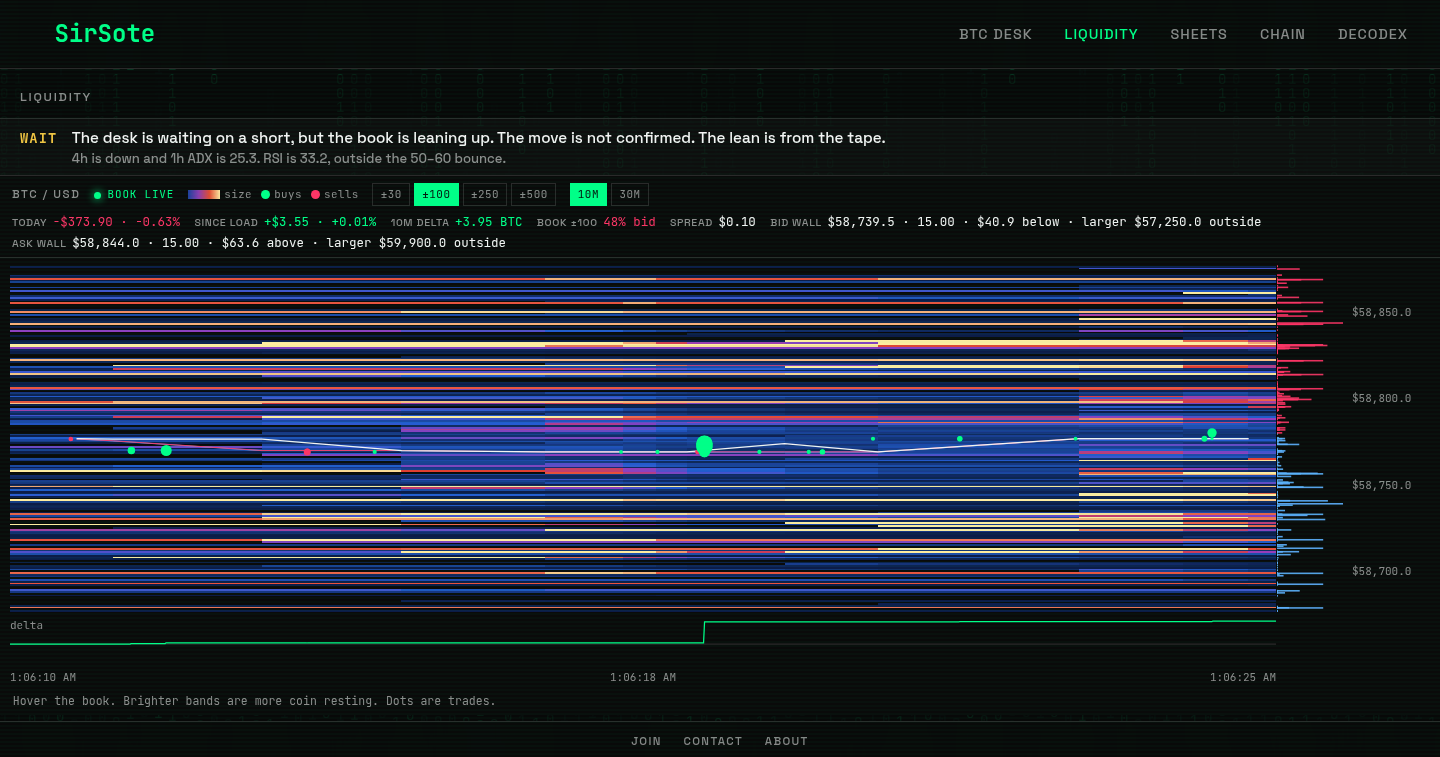 SirSote
BTC DESK LIQUIDITY SHEETS CHAIN DECODEX
LIQUIDITY
WAIT The desk is waiting on a short, but the book is leaning up. The move is not confirmed. The lean is from the tape.
4h is down and 1h ADX is 25.3. RSI is 33.2, outside the 50–60 bounce.
BTC / USD BOOK LIVE size buys sells ±30 ±100 ±250 ±500 10M 30M
TODAY -$373.90 · -0.63% SINCE LOAD +$3.55 · +0.01% 10M DELTA +3.95 BTC BOOK ±100 48% bid SPREAD $0.10 BID WALL $58,739.5 · 15.00 · $40.9 below · larger $57,250.0 outside
ASK WALL $58,844.0 · 15.00 · $63.6 above · larger $59,900.0 outside
$58,850.0
$58,800.0
$58,750.0
$58,700.0
delta
1:06:10 AM 1:06:18 AM 1:06:25 AM
Hover the book. Brighter bands are more coin resting. Dots are trades.
JOIN CONTACT ABOUT